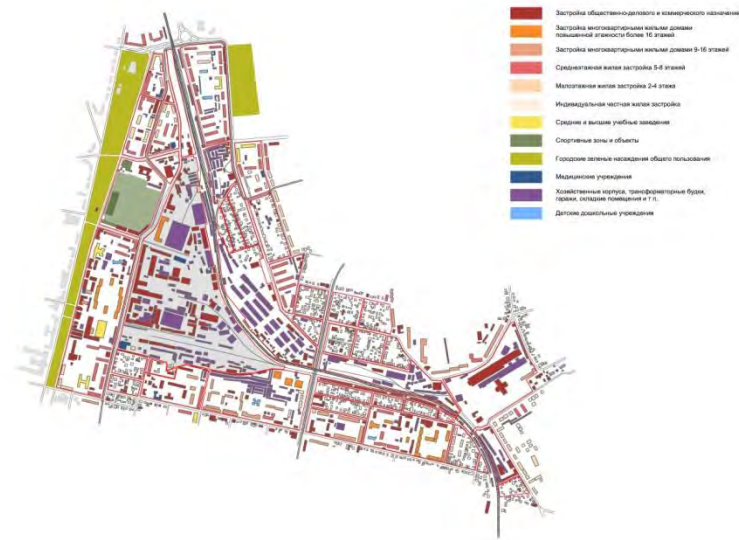 Застройка общественно-делового и коммерческого назначения
Застройка многоквартирными жилыми домами
повышенной этажности более 16 этажей
Застройка многоквартирными жилыми домами 9-16 этажей
Среднеэтажная жилая застройка 5-8 этажей
Малоэтажная жилая застройка 2-4 этажа
Индивидуальная частная жилая застройка
Средние и высшие учебные заведения
Спортивные зоны и объекты
Городские зеленые насаждения общего пользования
Медицинские учреждения
Хозяйственные корпуса, трансформаторные будки,
гаражи, складские помещения и т.п.
Детские дошкольные учреждения